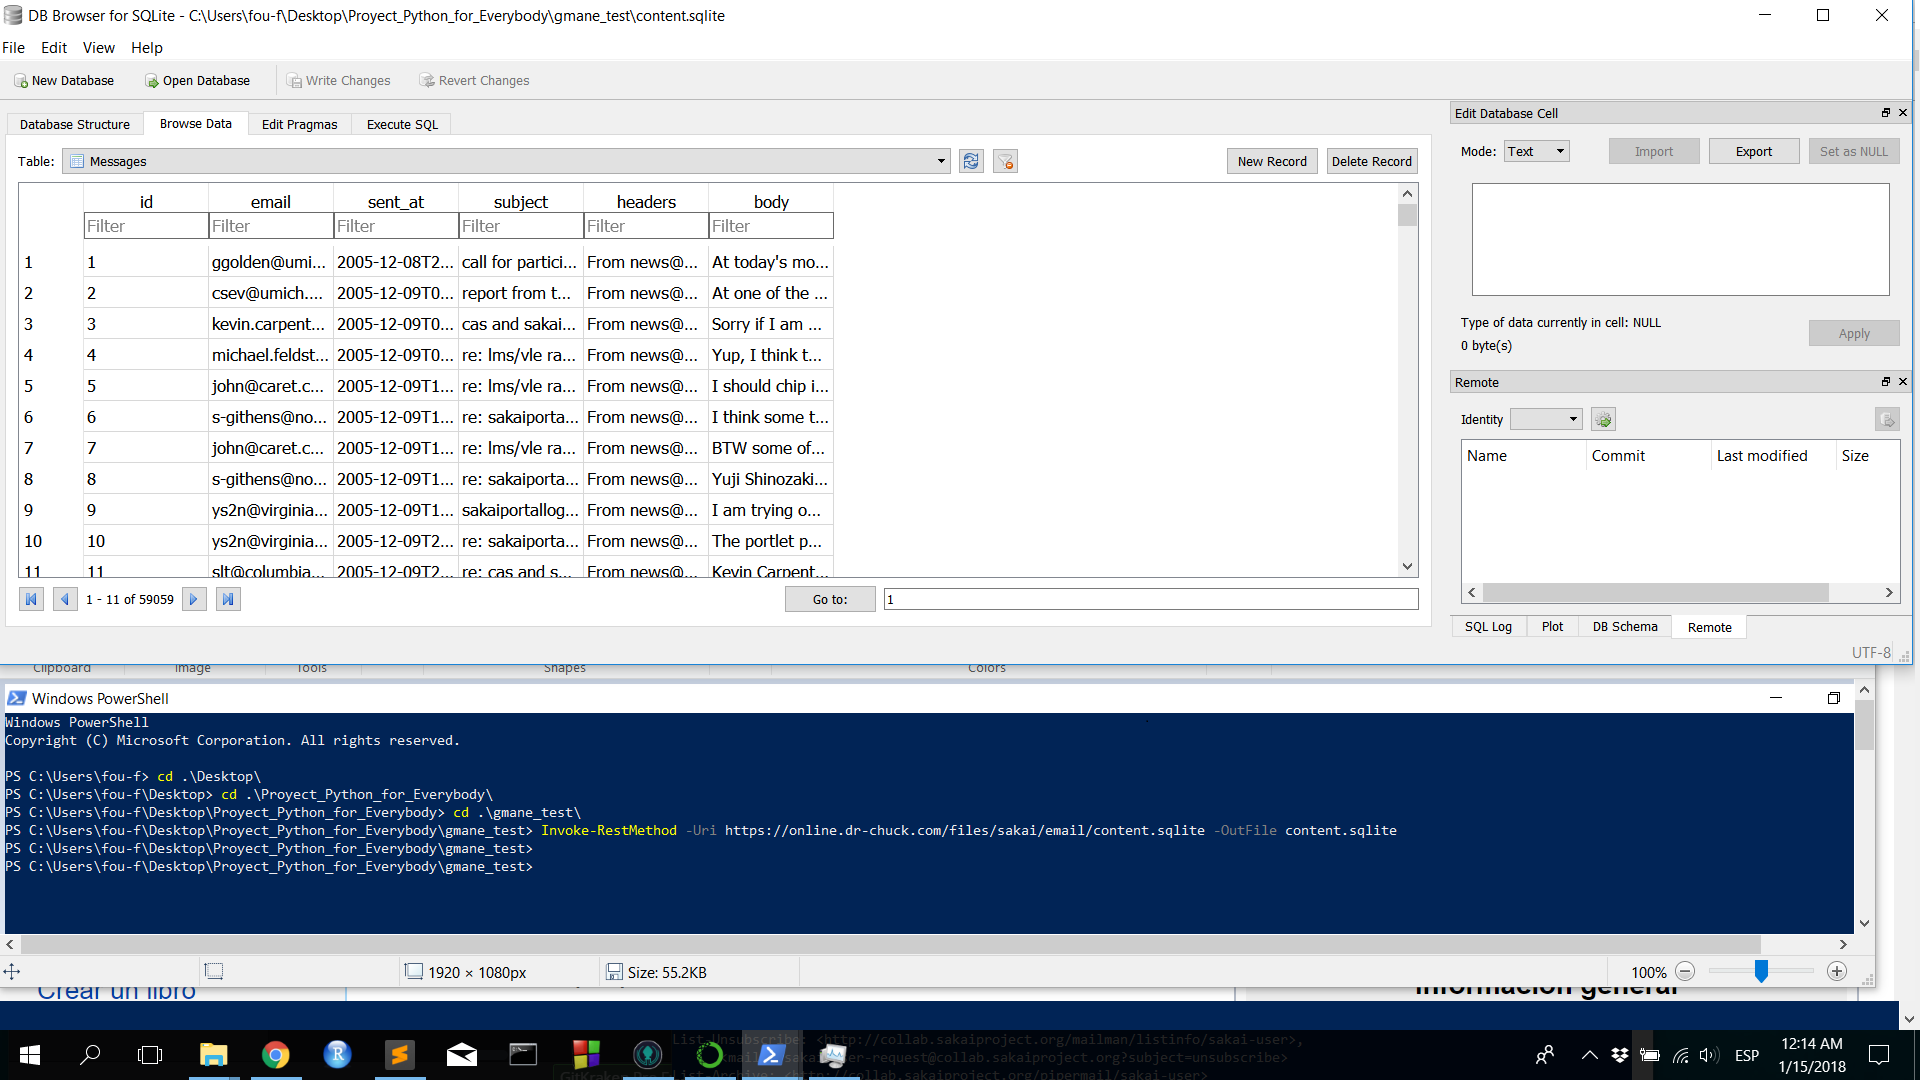 DB Browser for SQLite - C:\Users\fou-f\Desktop\Proyect_Python_for_Everybody\gmane_test\content.sqlite
File Edit View Help
New Database Open Database Write Changes Revert Changes
Database Structure Browse Data Edit Pragmas Execute SQL
Table: Messages New Record Delete Record
id email sent_at subject headers body
Filter Filter Filter Filter Filter Filter
1 1 ggolden@umi... 2005-12-08T2... call for partici... From news@... At today's mo...
2 2 csev@umich.... 2005-12-09T0... report from t... From news@... At one of the ...
3 3 kevin.carpent... 2005-12-09T0... cas and sakai... From news@... Sorry if I am ...
4 4 michael.feldst... 2005-12-09T0... re: lms/vle ra... From news@... Yup, I think t...
5 5 john@caret.c... 2005-12-09T1... re: lms/vle ra... From news@... I should chip i...
6 6 s-githens@no... 2005-12-09T1... re: sakaiporta... From news@... I think some t...
7 7 john@caret.c... 2005-12-09T1... re: lms/vle ra... From news@... BTW some of...
8 8 s-githens@no... 2005-12-09T1... re: sakaiporta... From news@... Yuji Shinozaki...
9 9 ys2n@virginia... 2005-12-09T1... sakaiportallog... From news@... I am trying o...
10 10 ys2n@virginia... 2005-12-09T2... re: sakaiporta... From news@... The portlet p...
11 11 slt@columbia... 2005-12-09T2... re: cas and s... From news@... Kevin Carpent...
1 - 11 of 59059 Go to: 1
Edit Database Cell
Mode: Text Import Export Set as NULL
Type of data currently in cell: NULL
0 byte(s)
Apply
Remote
Identity
Name Commit Last modified Size
SQL Log Plot DB Schema Remote
UTF-8
Clipboard Image Tools Shapes Colors
Windows PowerShell
Windows PowerShell
Copyright (C) Microsoft Corporation. All rights reserved.
PS C:\Users\fou-f> cd .\Desktop\
PS C:\Users\fou-f\Desktop> cd .\Proyect_Python_for_Everybody\
PS C:\Users\fou-f\Desktop\Proyect_Python_for_Everybody> cd .\gmane_test\
PS C:\Users\fou-f\Desktop\Proyect_Python_for_Everybody\gmane_test> Invoke-RestMethod -Uri https://online.dr-chuck.com/files/sakai/email/content.sqlite -OutFile content.sqlite
PS C:\Users\fou-f\Desktop\Proyect_Python_for_Everybody\gmane_test>
PS C:\Users\fou-f\Desktop\Proyect_Python_for_Everybody\gmane_test>
1920 × 1080px Size: 55.2KB 100%
Crear un libro Información general
List-Unsubscribe: <http://collab.sakaiproject.org/mailman/listinfo/sakai-user>,
er-request@collab.sakaiproject.org?subject=unsubscribe>
List-Archive: <http://collab.sakaiproject.org/pipermail/sakai-user>
GitKraken
ESP
12:14 AM
1/15/2018